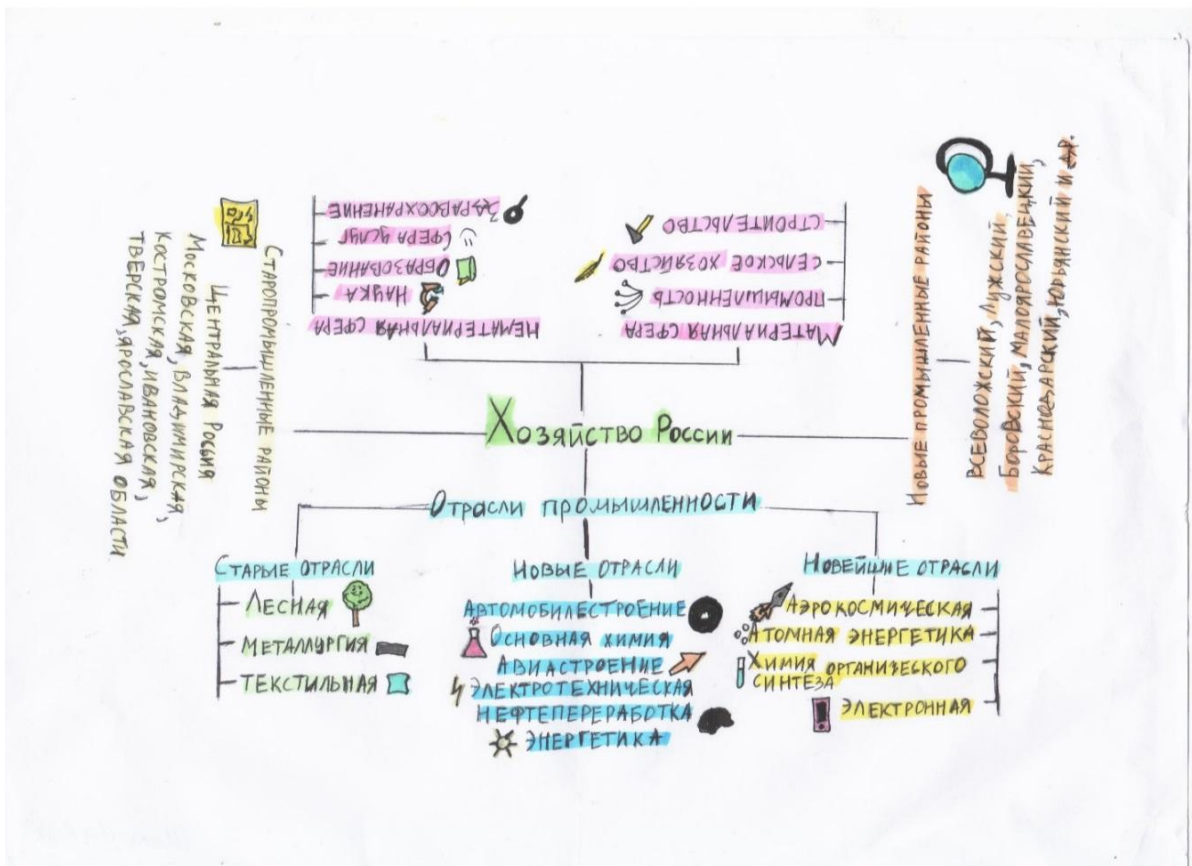 Хозяйство России
Нематериальная сфера
Наука
Образование
Сфера услуг
Здравоохранение
Материальная сфера
Промышленность
Сельское хозяйство
Строительство
Старопромышленные районы
Центральная Россия
Московская, Владимирская,
Костромская, Ивановская,
Тверская, Ярославская области
Новые промышленные районы
Всеволожский, Лужский,
Боровский, Малоярославецкий,
Краснодарский, Юрьянский и др.
Отрасли промышленности
Старые отрасли
Лесная
Металлургия
Текстильная
Новые отрасли
Автомобилестроение
Основная химия
Авиастроение
Электротехническая
Нефтепереработка
Энергетика
Новейшие отрасли
Аэрокосмическая
Атомная энергетика
Химия органического
синтеза
Электронная